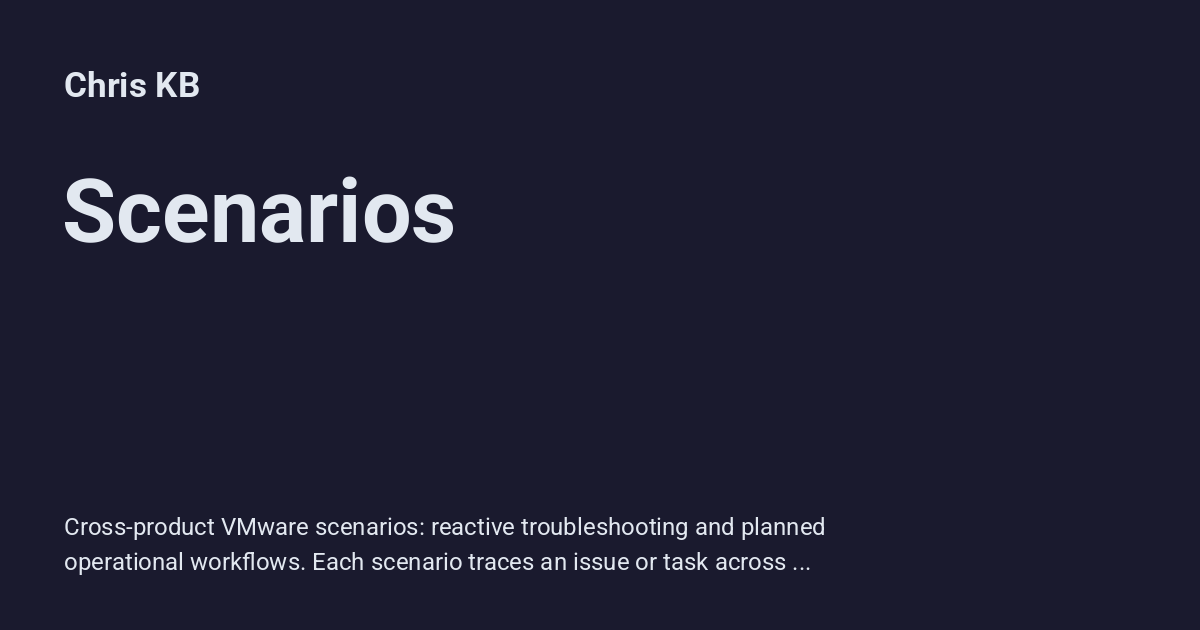 Chris KB
Scenarios
Cross-product VMware scenarios: reactive troubleshooting and planned
operational workflows. Each scenario traces an issue or task across ...